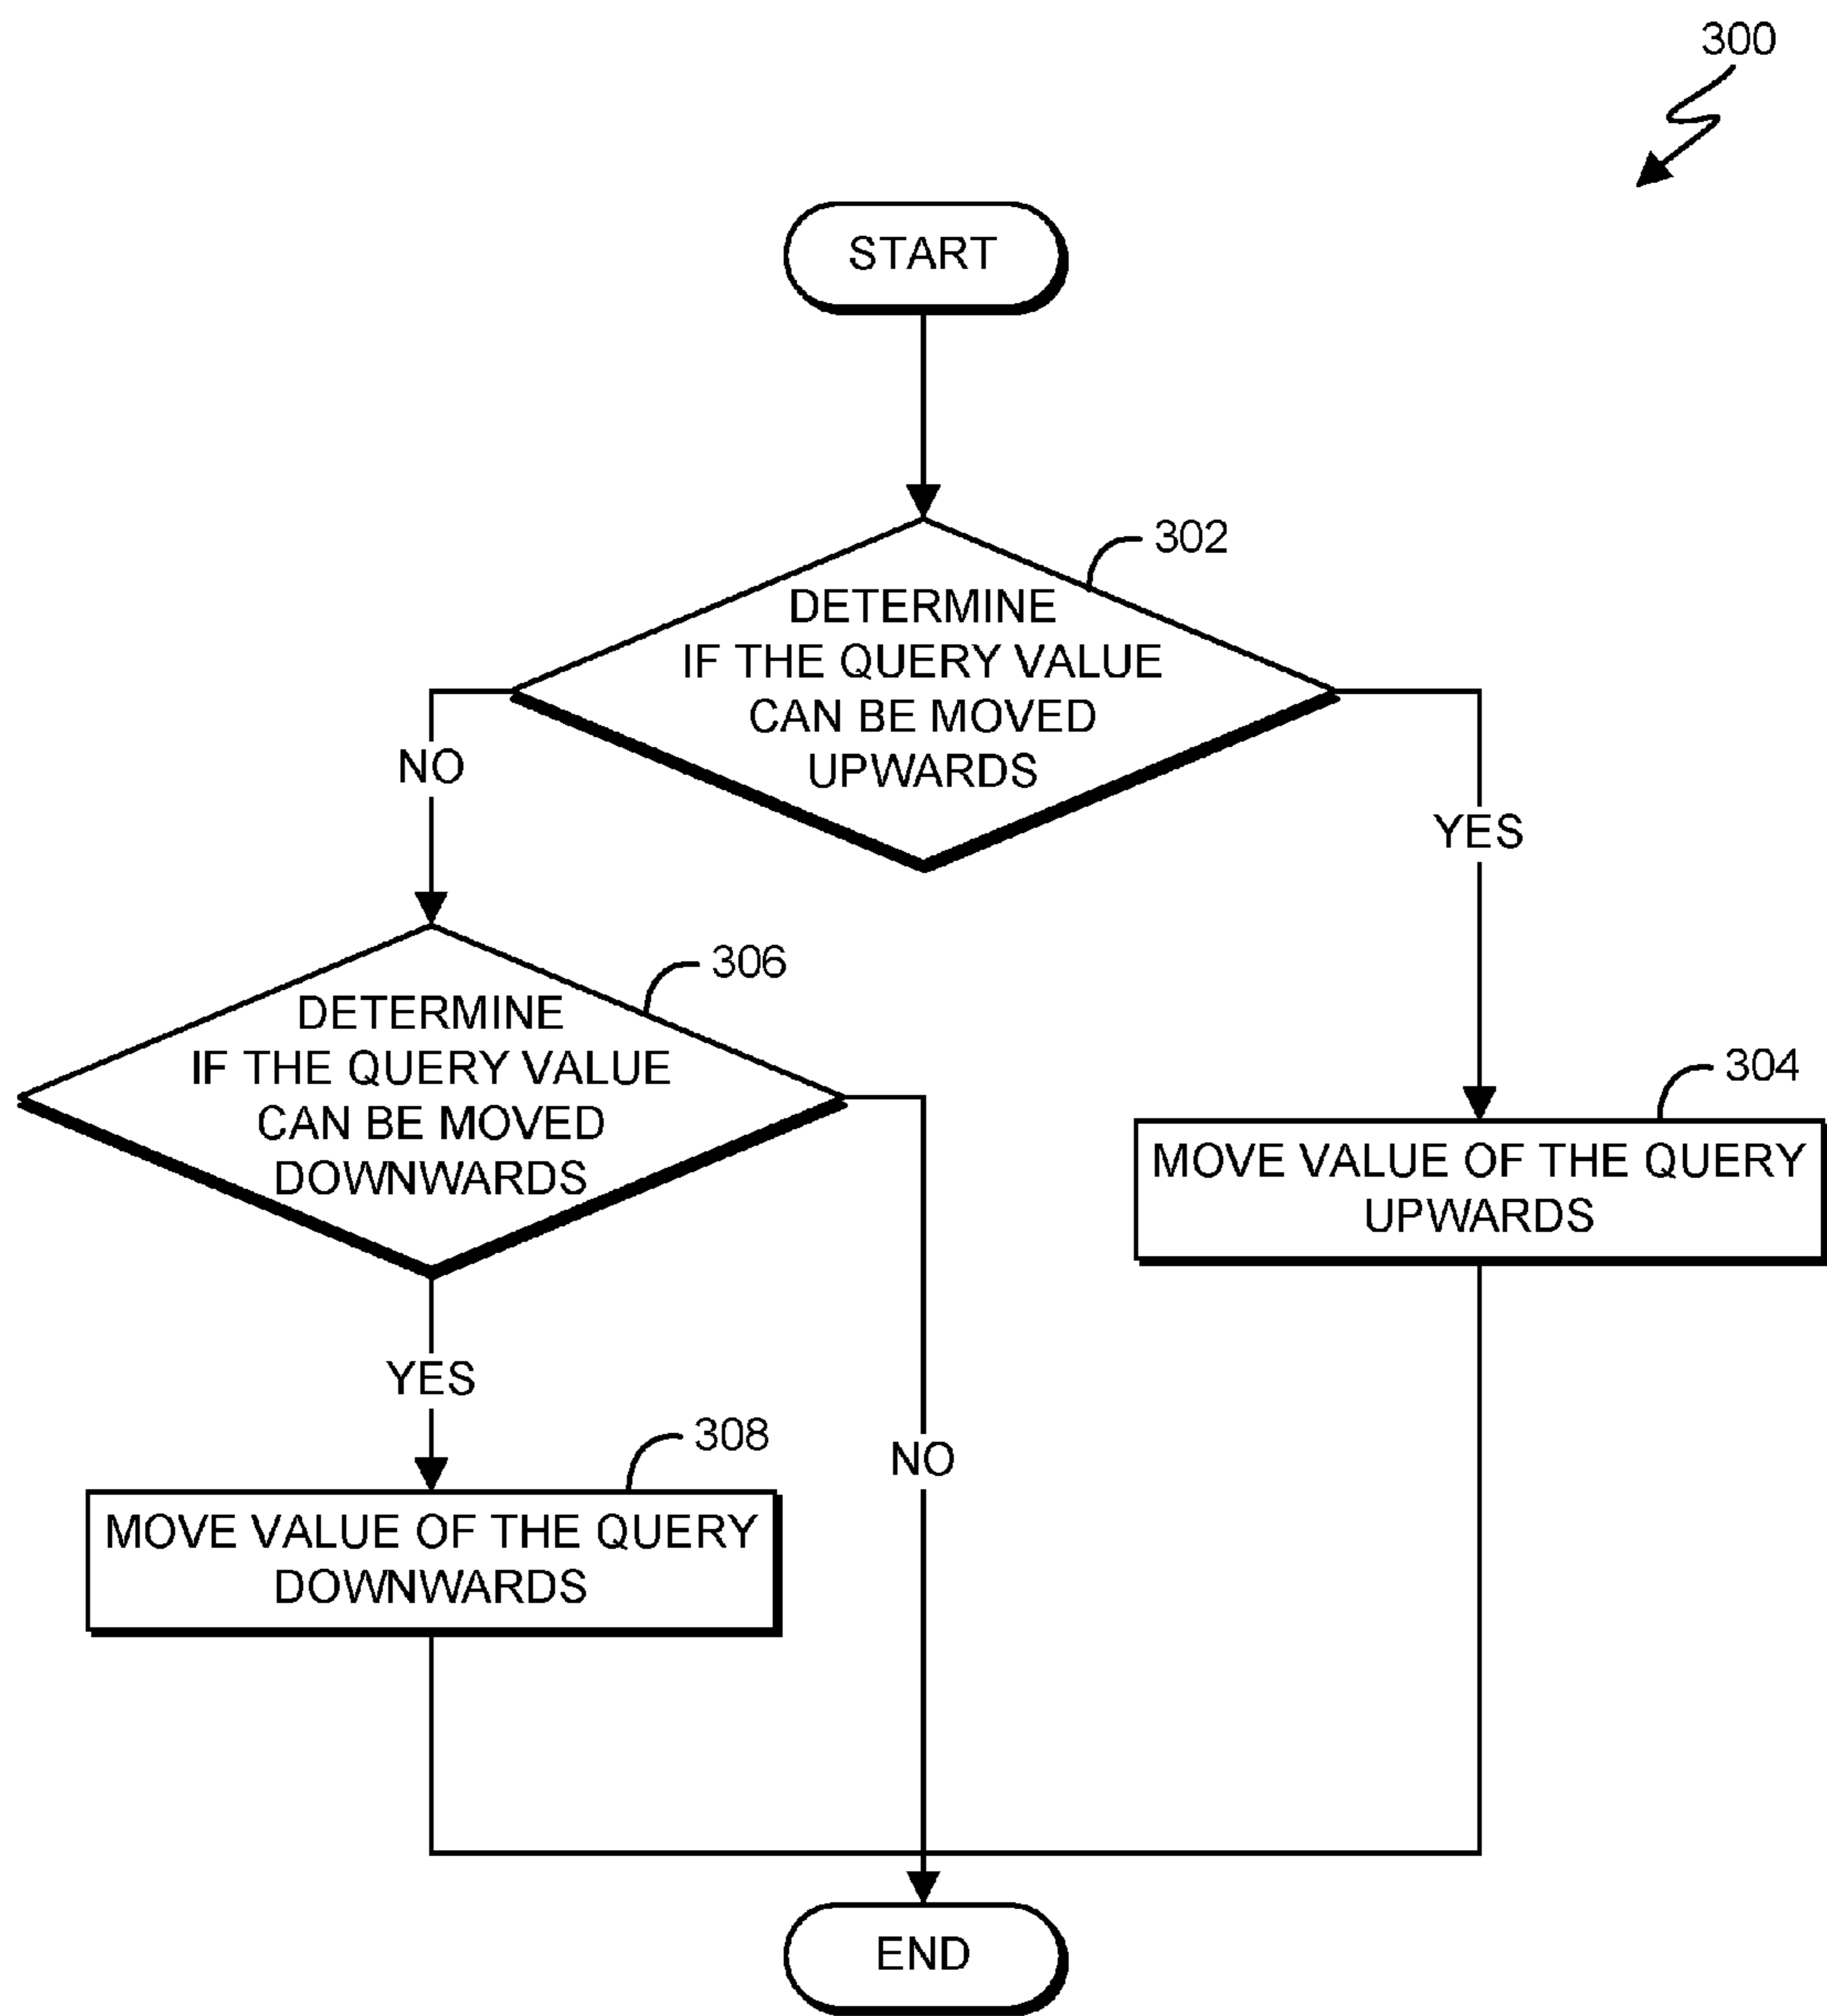 300
START
302
DETERMINE
IF THE QUERY VALUE
CAN BE MOVED
UPWARDS
NO
YES
306
DETERMINE
IF THE QUERY VALUE
CAN BE MOVED
DOWNWARDS
304
MOVE VALUE OF THE QUERY
UPWARDS
YES
308
NO
MOVE VALUE OF THE QUERY
DOWNWARDS
END